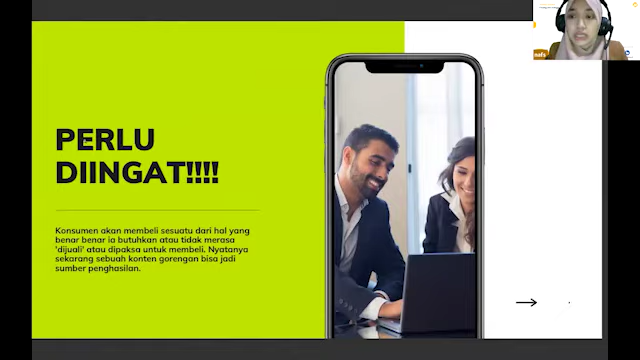 PERLU
DIINGAT!!!!
Konsumen akan membeli sesuatu dari hal yang
benar benar ia butuhkan atau tidak merasa
'dijuali' atau dipaksa untuk membeli. Nyatanya
sekarang sebuah konten gorengan bisa jadi
sumber penghasilan.